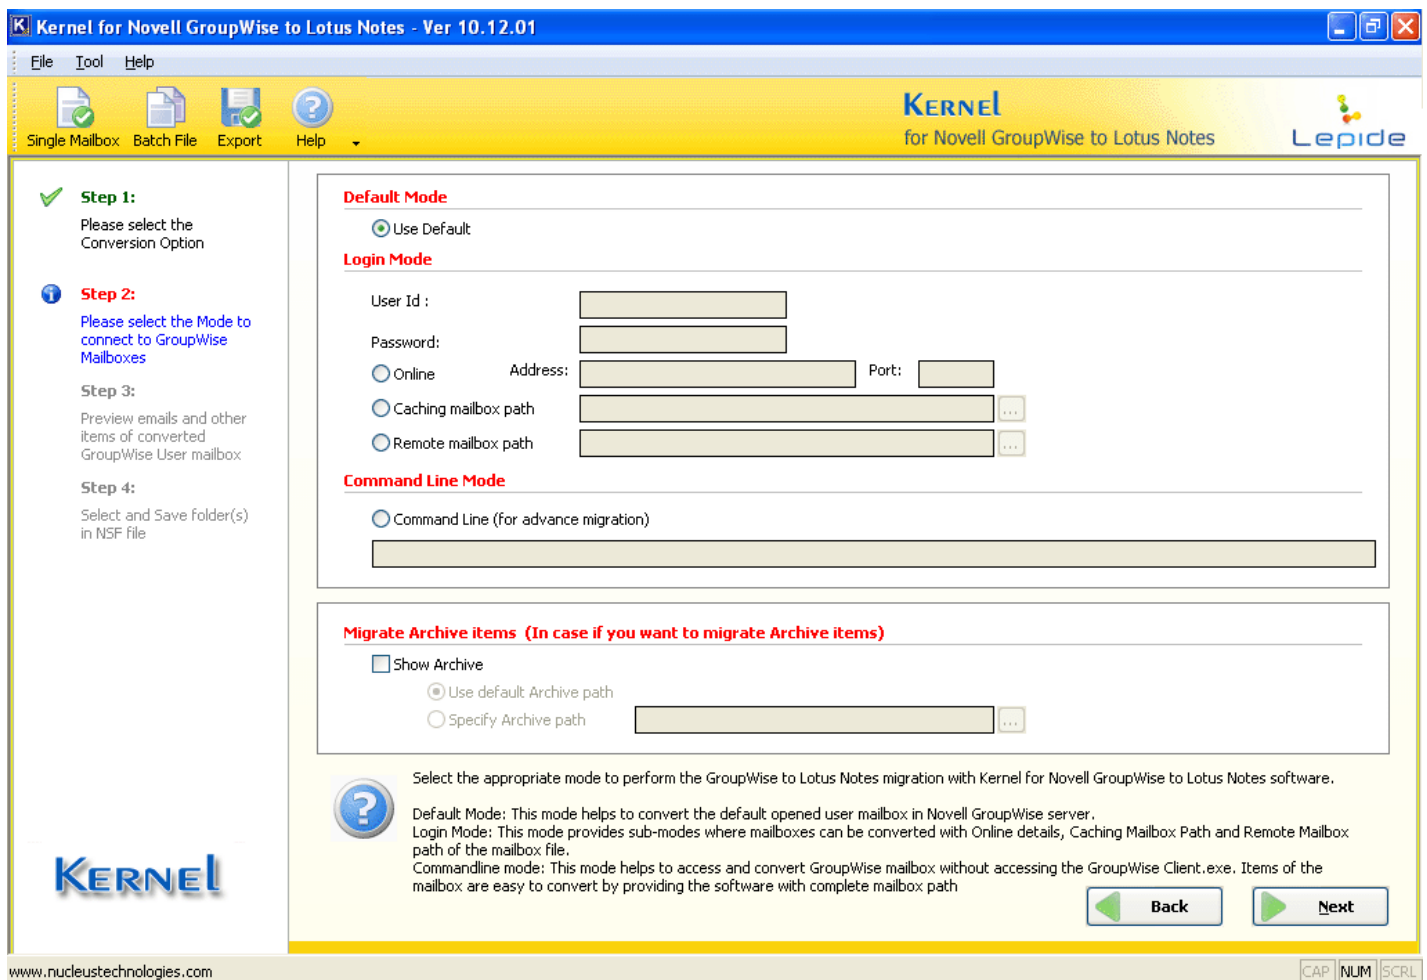 Kernel for Novell GroupWise to Lotus Notes - Ver 10.12.01
File Tool Help
Single Mailbox Batch File Export Help
KERNEl
for Novell GroupWise to Lotus Notes
Lepide
Step 1:
Please select the
Conversion Option
Step 2:
Please select the Mode to
connect to GroupWise
Mailboxes
Step 3:
Preview emails and other
items of converted
GroupWise User mailbox
Step 4:
Select and Save folder(s)
in NSF file
KERNEl
Default Mode
Use Default
Login Mode
User Id :
Password:
Online Address: Port:
Caching mailbox path ...
Remote mailbox path ...
Command Line Mode
Command Line (for advance migration)
Migrate Archive items (In case if you want to migrate Archive items)
Show Archive
Use default Archive path
Specify Archive path ...
Select the appropriate mode to perform the GroupWise to Lotus Notes migration with Kernel for Novell GroupWise to Lotus Notes software.
Default Mode: This mode helps to convert the default opened user mailbox in Novell GroupWise server.
Login Mode: This mode provides sub-modes where mailboxes can be converted with Online details, Caching Mailbox Path and Remote Mailbox
path of the mailbox file.
Commandline mode: This mode helps to access and convert GroupWise mailbox without accessing the GroupWise Client.exe. Items of the
mailbox are easy to convert by providing the software with complete mailbox path
Back Next
www.nucleustechnologies.com CAP NUM SCRL